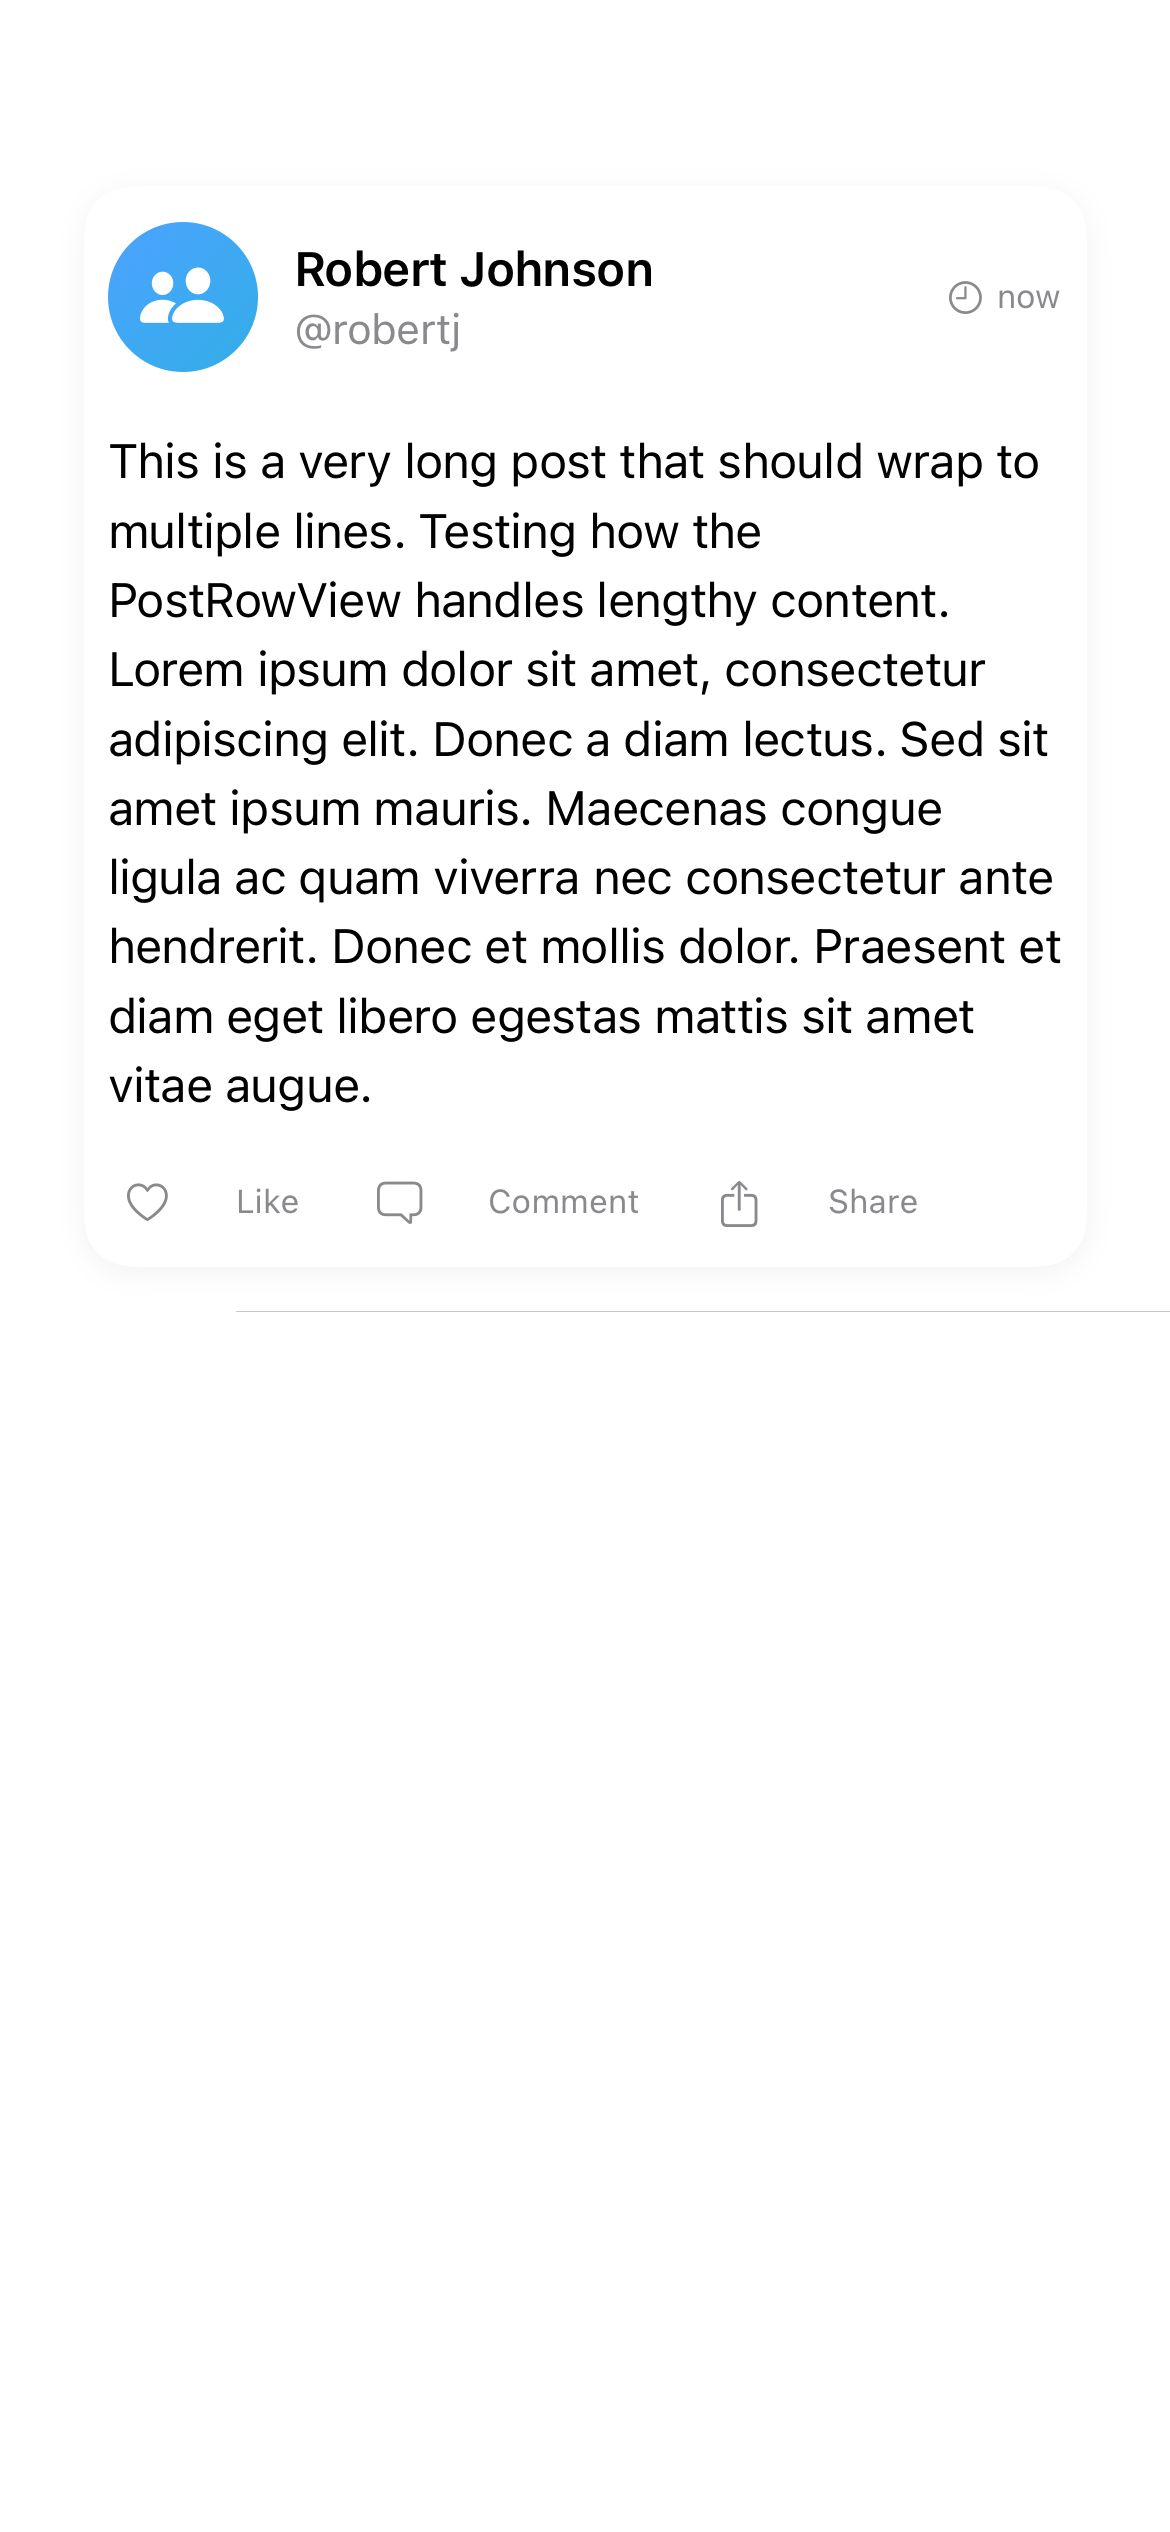 Robert Johnson
@robertj
now
This is a very long post that should wrap to
multiple lines. Testing how the
PostRowView handles lengthy content.
Lorem ipsum dolor sit amet, consectetur
adipiscing elit. Donec a diam lectus. Sed sit
amet ipsum mauris. Maecenas congue
ligula ac quam viverra nec consectetur ante
hendrerit. Donec et mollis dolor. Praesent et
diam eget libero egestas mattis sit amet
vitae augue.
Like Comment Share